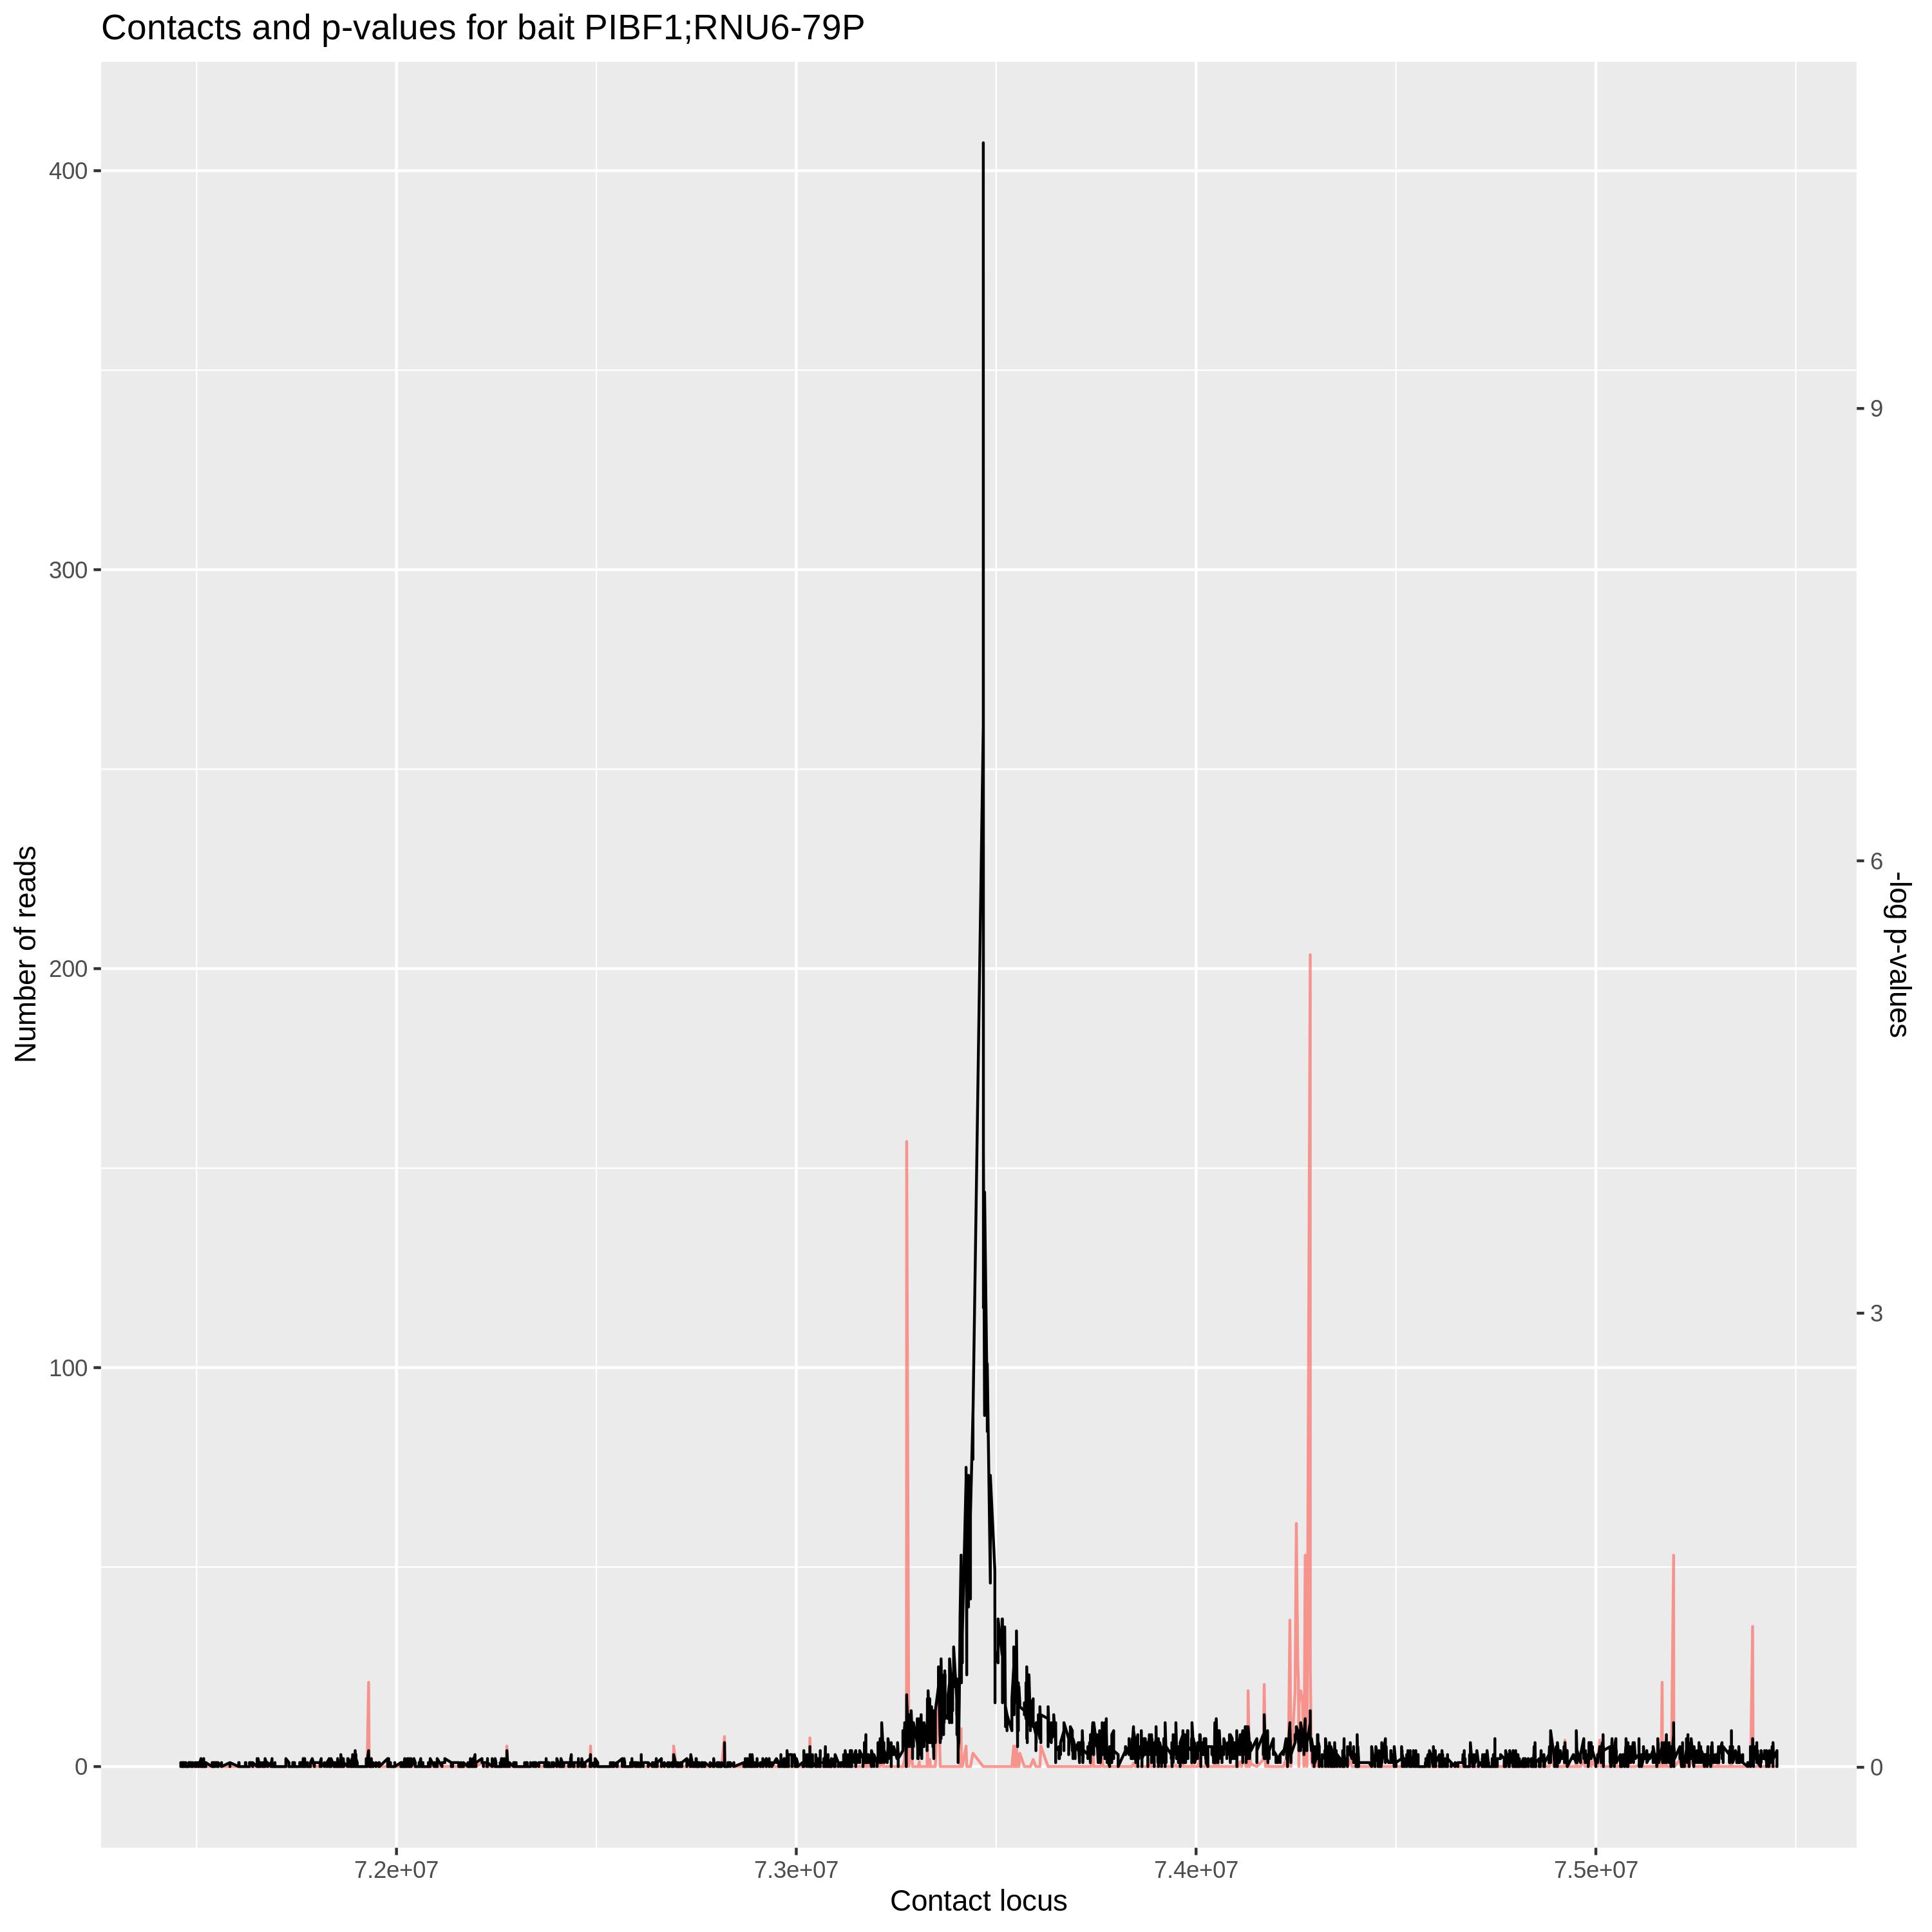 Contacts and p-values for bait PIBF1;RNU6-79P
400
300
200
100
0
Number of reads
9
6
3
0
-log p-values
7.2e+07 7.3e+07 7.4e+07 7.5e+07
Contact locus